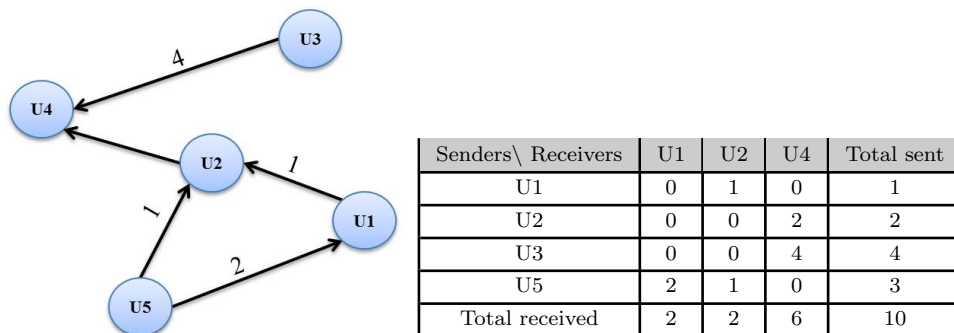 U3
4
U4
U2
1
1
U1
2
U5
Senders\ Receivers U1 U2 U4 Total sent
U1 0 1 0 1
U2 0 0 2 2
U3 0 0 4 4
U5 2 1 0 3
Total received 2 2 6 10